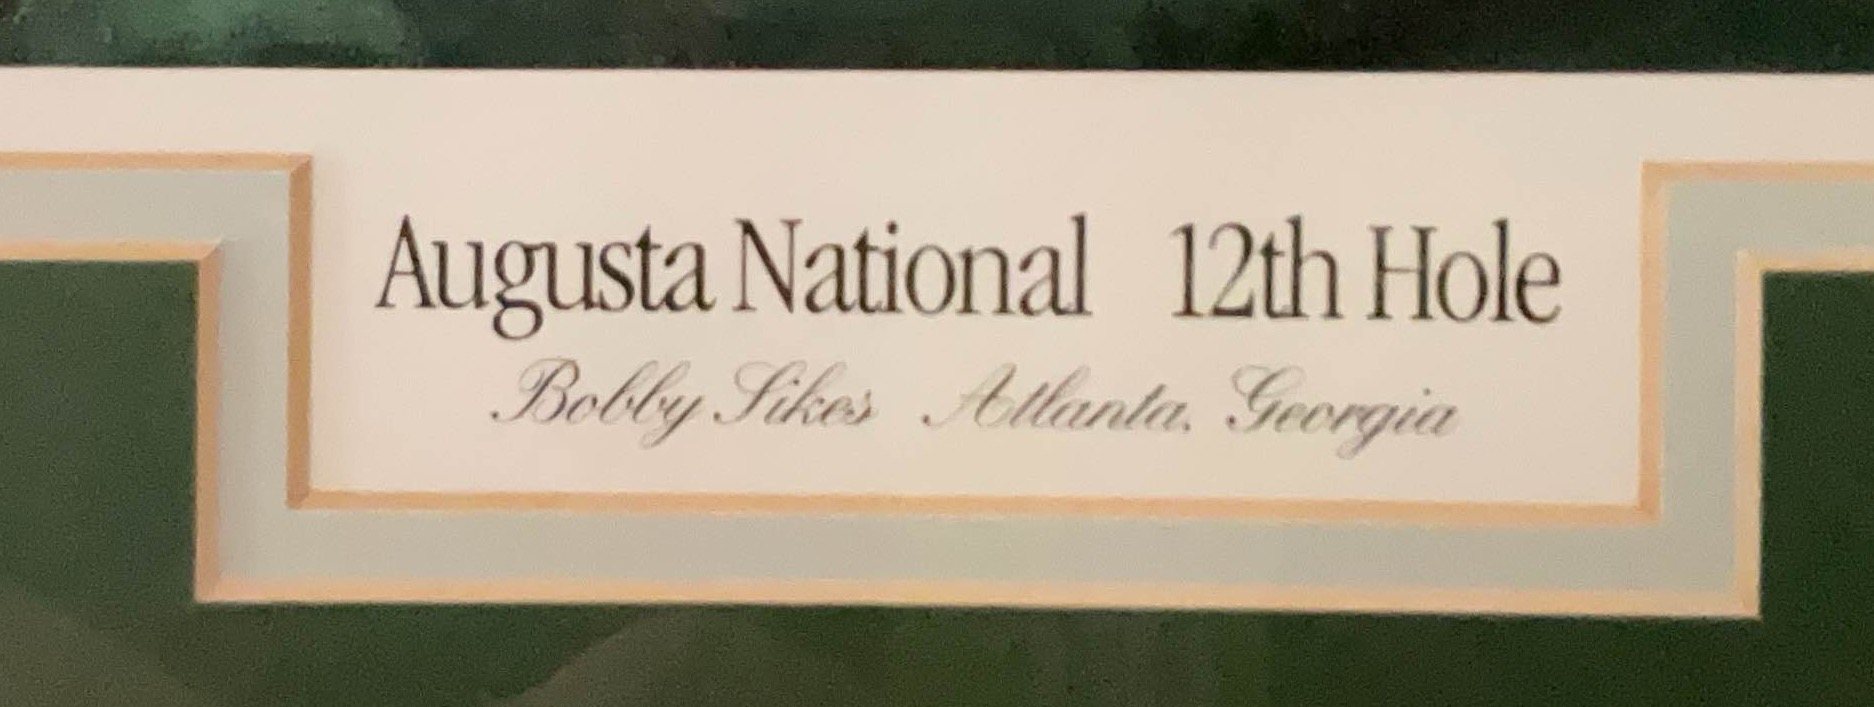 Augusta National 12th Hole
Bobby Sikes Atlanta, Georgia